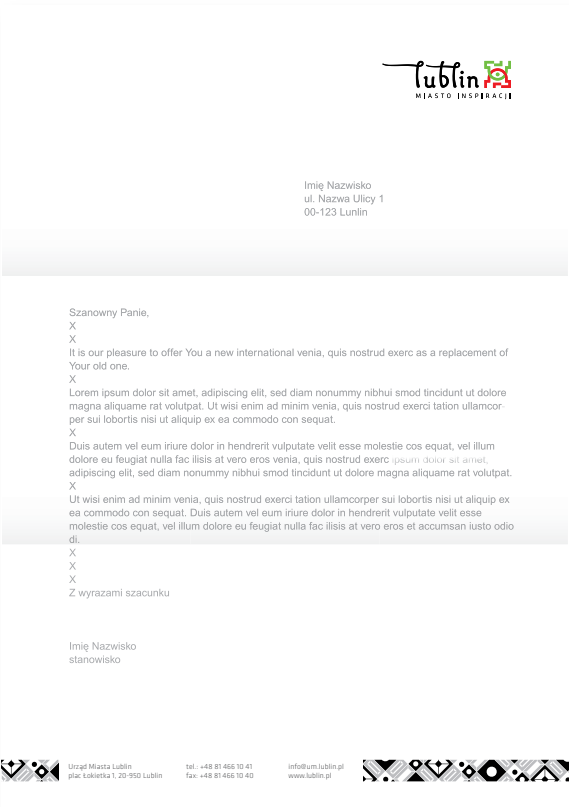 lublin
MIASTO INSPIRACJI
Imię Nazwisko
ul. Nazwa Ulicy 1
00-123 Lunlin
Szanowny Panie,
X
X
It is our pleasure to offer You a new international venia, quis nostrud exerc as a replacement of
Your old one.
X
Lorem ipsum dolor sit amet, adipiscing elit, sed diam nonummy nibhui smod tincidunt ut dolore
magna aliquame rat volutpat. Ut wisi enim ad minim venia, quis nostrud exerci tation ullamcor-
per sui lobortis nisi ut aliquip ex ea commodo con sequat.
X
Duis autem vel eum iriure dolor in hendrerit vulputate velit esse molestie cos equat, vel illum
dolore eu feugiat nulla fac ilisis at vero eros venia, quis nostrud exerc ipsum dolor sit amet,
adipiscing elit, sed diam nonummy nibhui smod tincidunt ut dolore magna aliquame rat volutpat.
X
Ut wisi enim ad minim venia, quis nostrud exerci tation ullamcorper sui lobortis nisi ut aliquip ex
ea commodo con sequat. Duis autem vel eum iriure dolor in hendrerit vulputate velit esse
molestie cos equat, vel illum dolore eu feugiat nulla fac ilisis at vero eros et accumsan iusto odio
di.
X
X
X
Z wyrazami szacunku
Imię Nazwisko
stanowisko
Urząd Miasta Lublin
plac Łokietka 1, 20-950 Lublin
tel.: +48 81 466 10 41
fax: +48 81 466 10 40
info@um.lublin.pl
www.lublin.pl